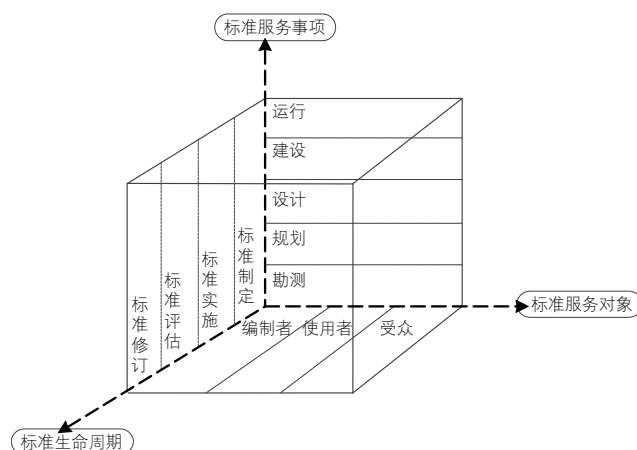 标准服务事项
运行
建设
设计
规划
勘测
标准制定
标准实施
标准评估
标准修订
编制者
使用者
受众
标准服务对象
标准生命周期